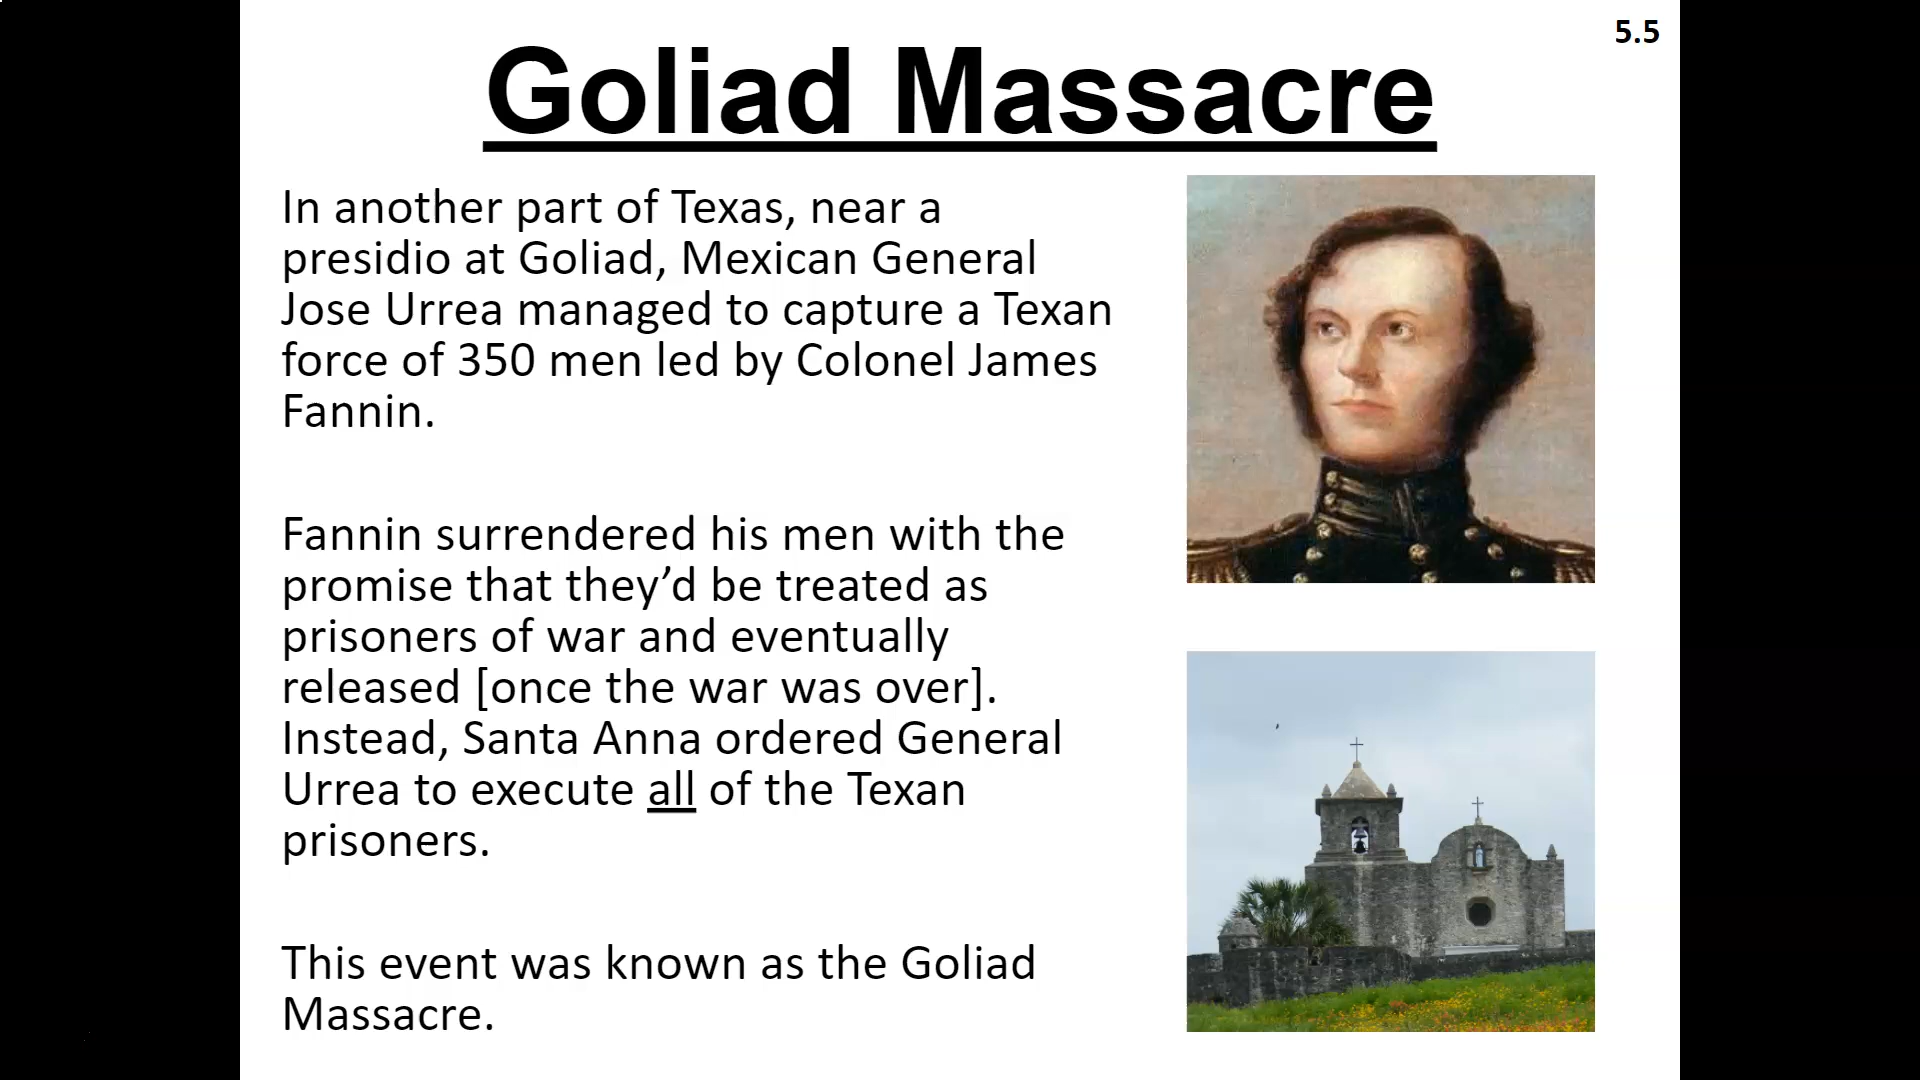 5.5
Goliad Massacre
In another part of Texas, near a
presidio at Goliad, Mexican General
Jose Urrea managed to capture a Texan
force of 350 men led by Colonel James
Fannin.
Fannin surrendered his men with the
promise that they’d be treated as
prisoners of war and eventually
released [once the war was over].
Instead, Santa Anna ordered General
Urrea to execute all of the Texan
prisoners.
This event was known as the Goliad
Massacre.